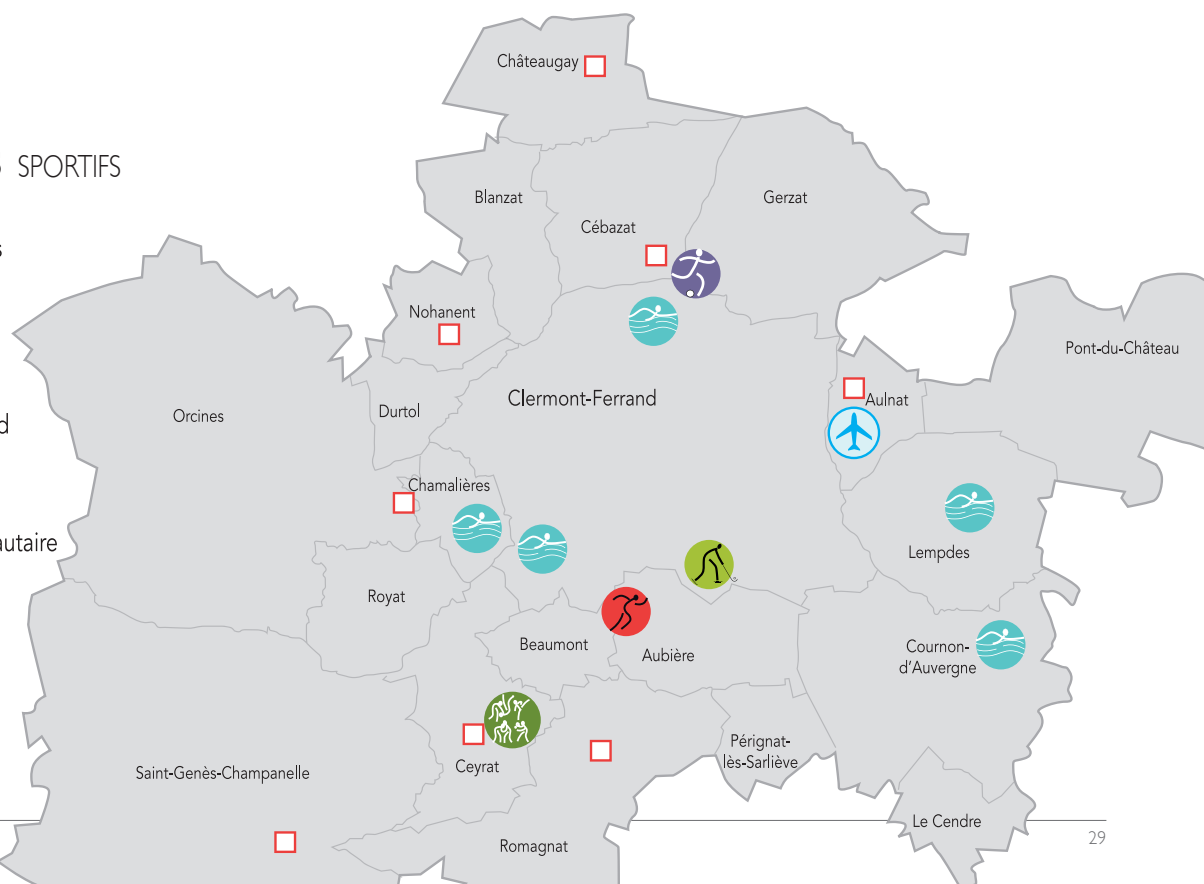 Châteaugay
SPORTIFS
Blanzat
Gerzat
Cébazat
s
Nohanent
Pont-du-Château
Clermont-Ferrand
Aulnat
Durtol
Orcines
d
Chamalières
autaire
Lempdes
Royat
Beaumont
Aubière
Cournon-
d'Auvergne
Pérignat-
lès-Sarliève
Ceyrat
Saint-Genès-Champanelle
Le Cendre
29
Romagnat